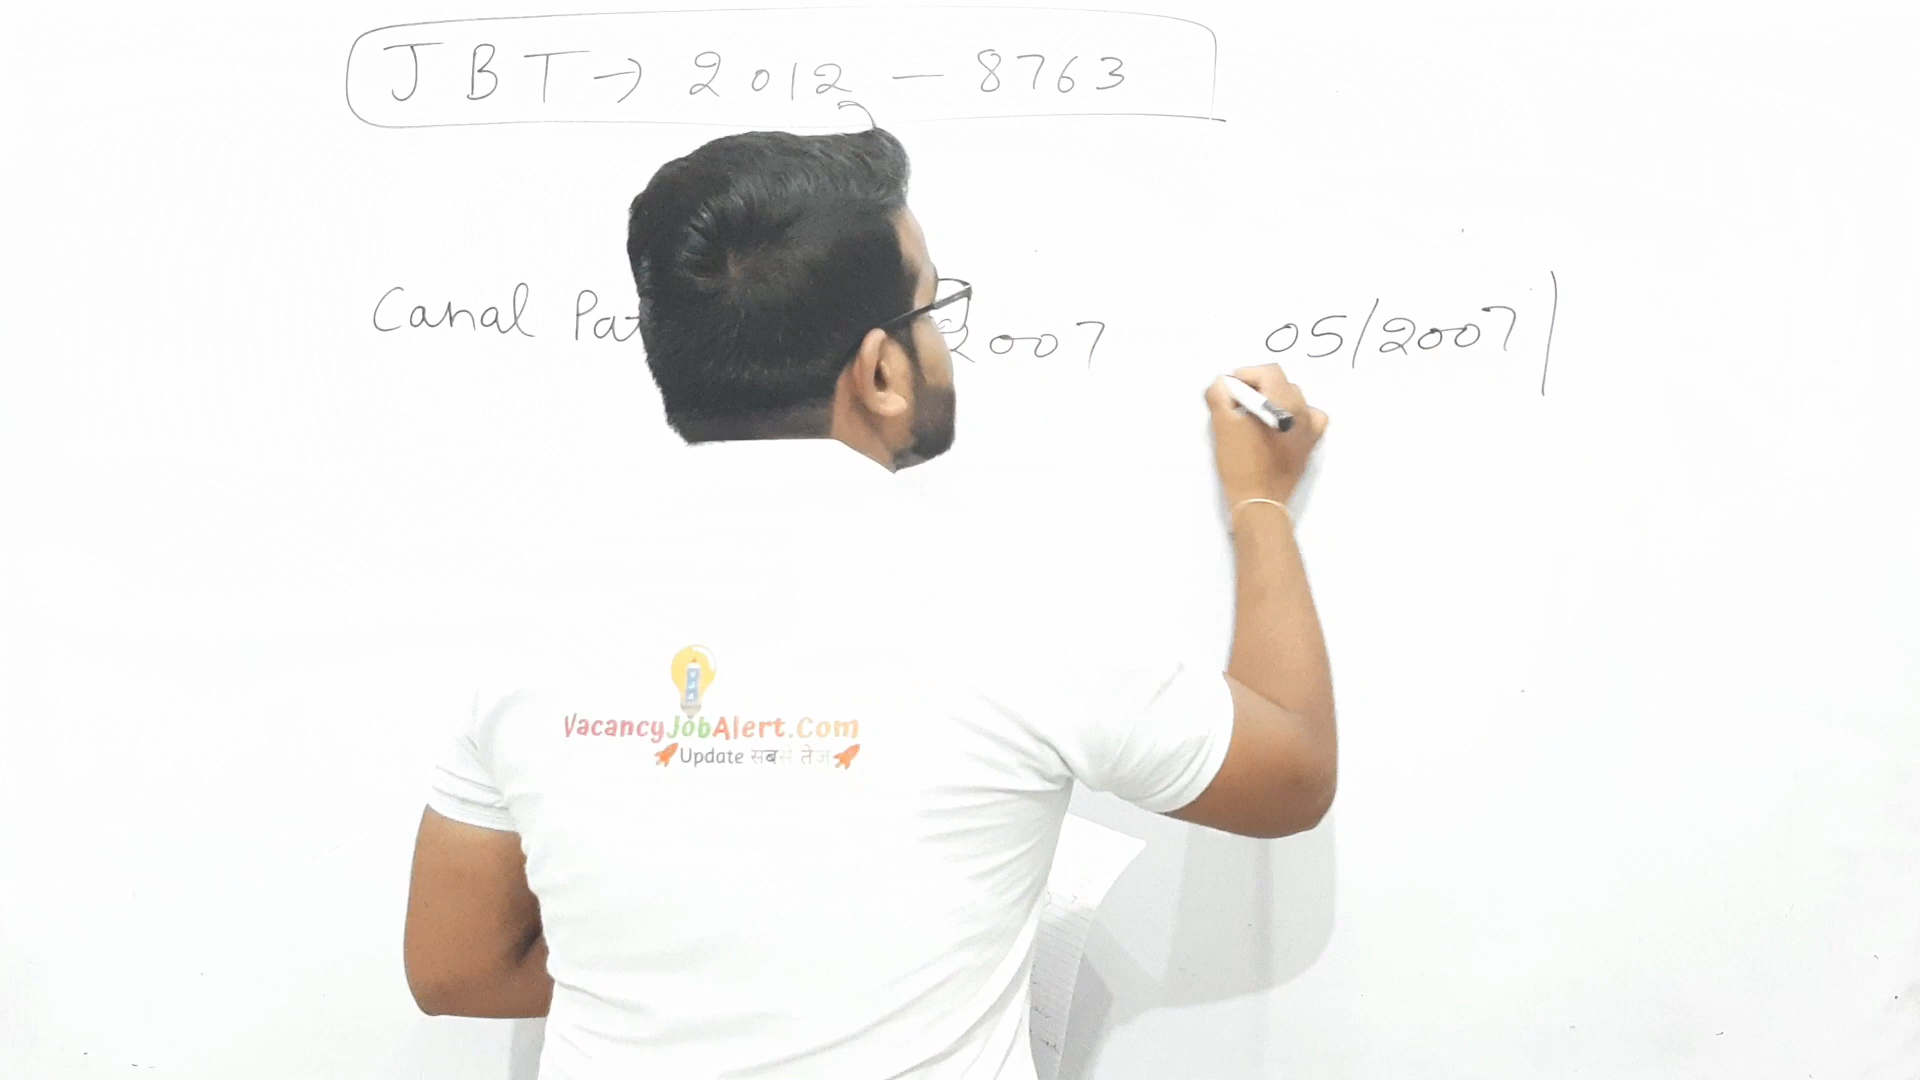 JBT → 2012 — 8763
Canal Pat
2007 05/2007
VacancyJobAlert.Com
Update सबसे तेज